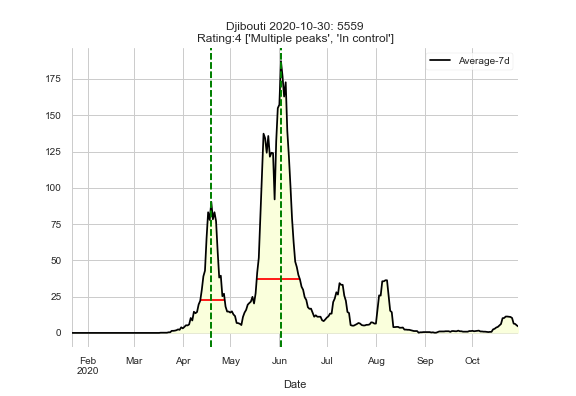 Djibouti 2020-10-30: 5559
Rating:4 ['Multiple peaks', 'In control']
Average-7d
175
150
125
100
75
50
25
0
Feb Mar Apr May Jun Jul Aug Sep Oct
2020
Date